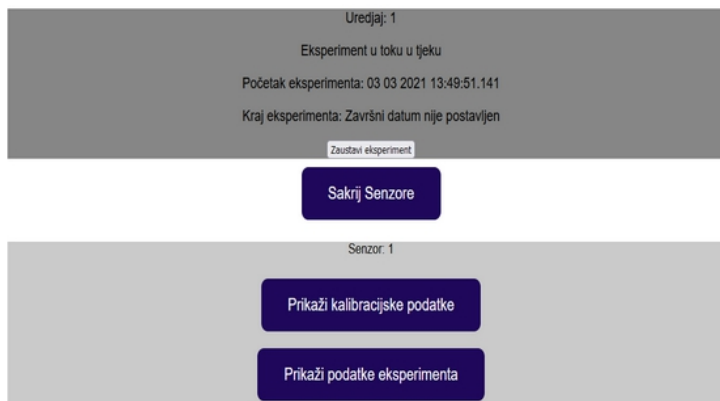 Uredjaj: 1
Eksperiment u toku u tjeku
Početak eksperimenta: 03 03 2021 13:49:51.141
Kraj eksperimenta: Završni datum nije postavljen
Zaustavi eksperiment
Sakrij Senzore
Senzor: 1
Prikaži kalibracijske podatke
Prikaži podatke eksperimenta